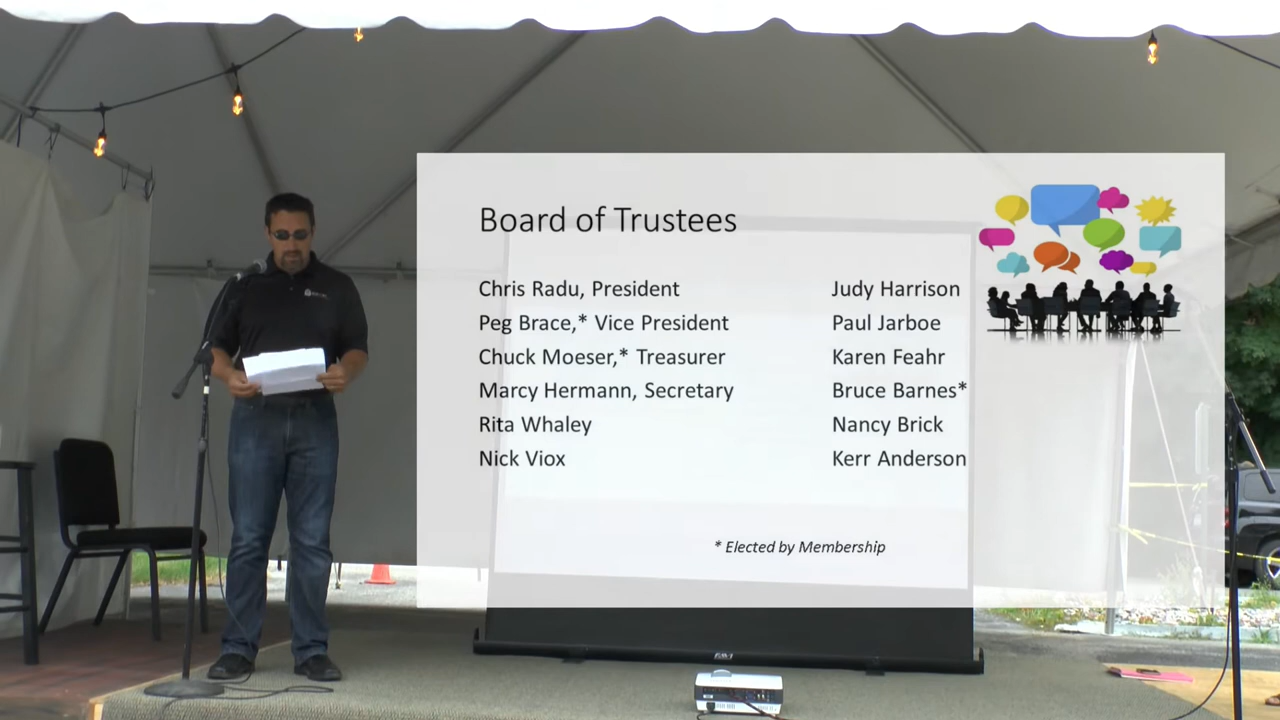 Board of Trustees
Chris Radu, President
Peg Brace,* Vice President
Chuck Moeser,* Treasurer
Marcy Hermann, Secretary
Rita Whaley
Nick Viox
Judy Harrison
Paul Jarboe
Karen Feahr
Bruce Barnes*
Nancy Brick
Kerr Anderson
* Elected by Membership